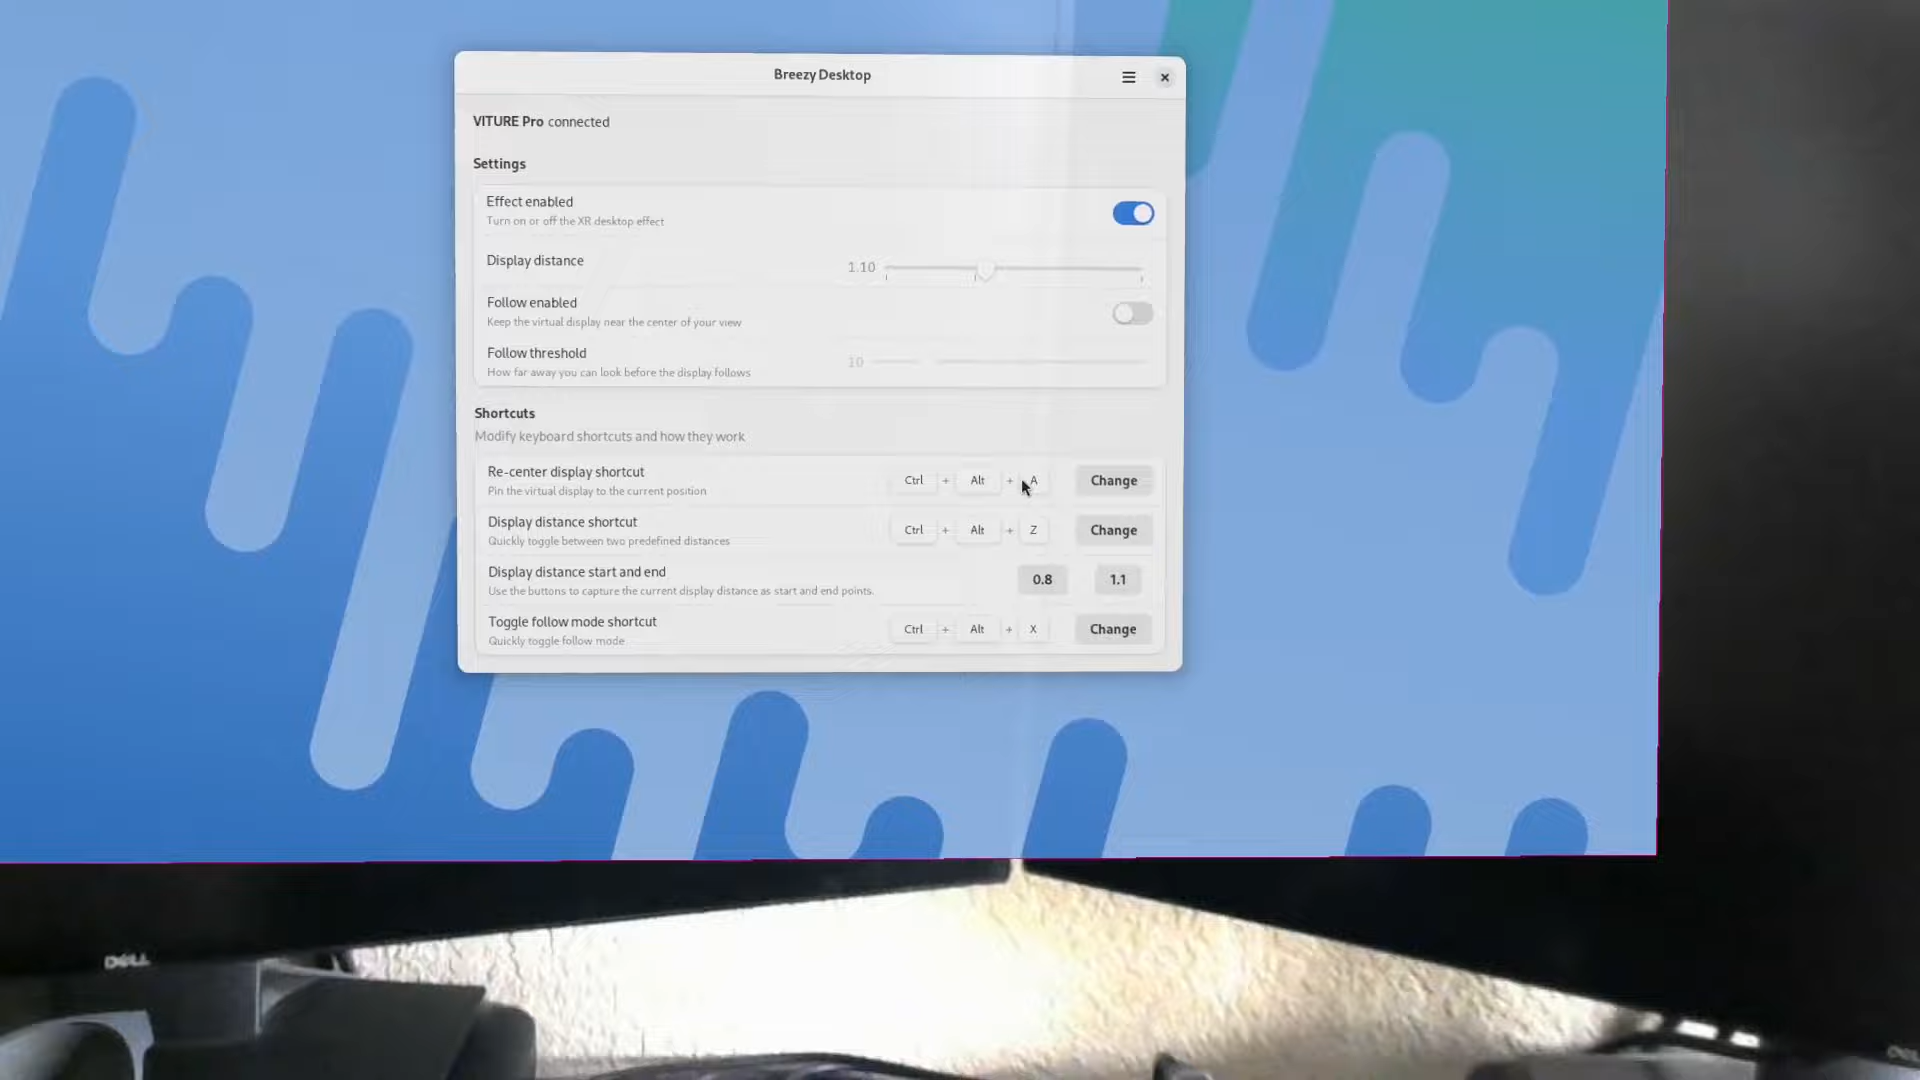 Breezy Desktop
VITURE Pro connected
Settings
Effect enabled
Turn on or off the XR desktop effect
Display distance
1.10
Follow enabled
Keep the virtual display near the center of your view
Follow threshold
10
How far away you can look before the display follows
Shortcuts
Modify keyboard shortcuts and how they work
Re-center display shortcut
Ctrl + Alt + A Change
Pin the virtual display to the current position
Display distance shortcut
Ctrl + Alt + Z Change
Quickly toggle between two predefined distances
Display distance start and end
0.8 1.1
Use the buttons to capture the current display distance as start and end points.
Toggle follow mode shortcut
Ctrl + Alt + X Change
Quickly toggle follow mode
DELL